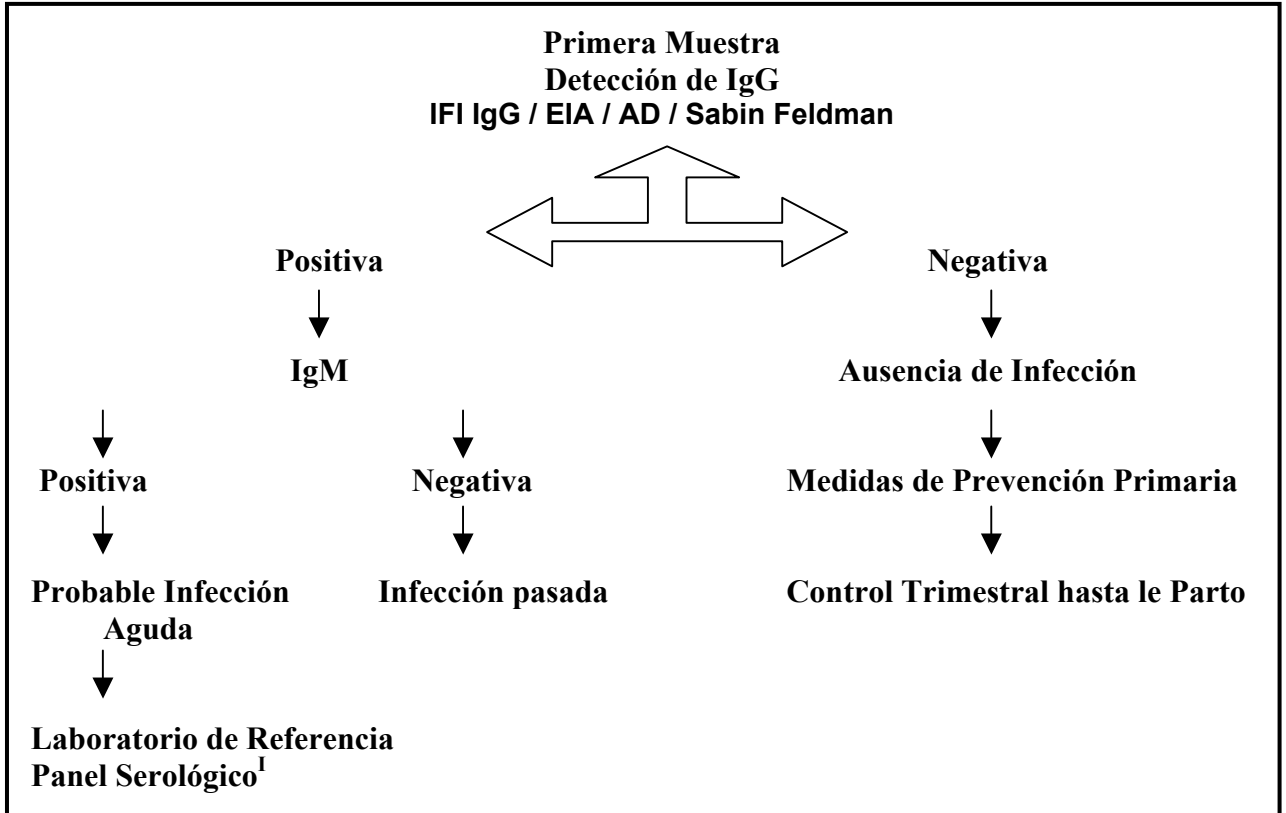 Primera Muestra
Detección de IgG
IFI IgG / EIA / AD / Sabin Feldman
Positiva
Negativa
IgM
Ausencia de Infección
Positiva
Negativa
Medidas de Prevención Primaria
Probable Infección
Aguda
Infección pasada
Control Trimestral hasta le Parto
Laboratorio de Referencia
Panel Serológico I